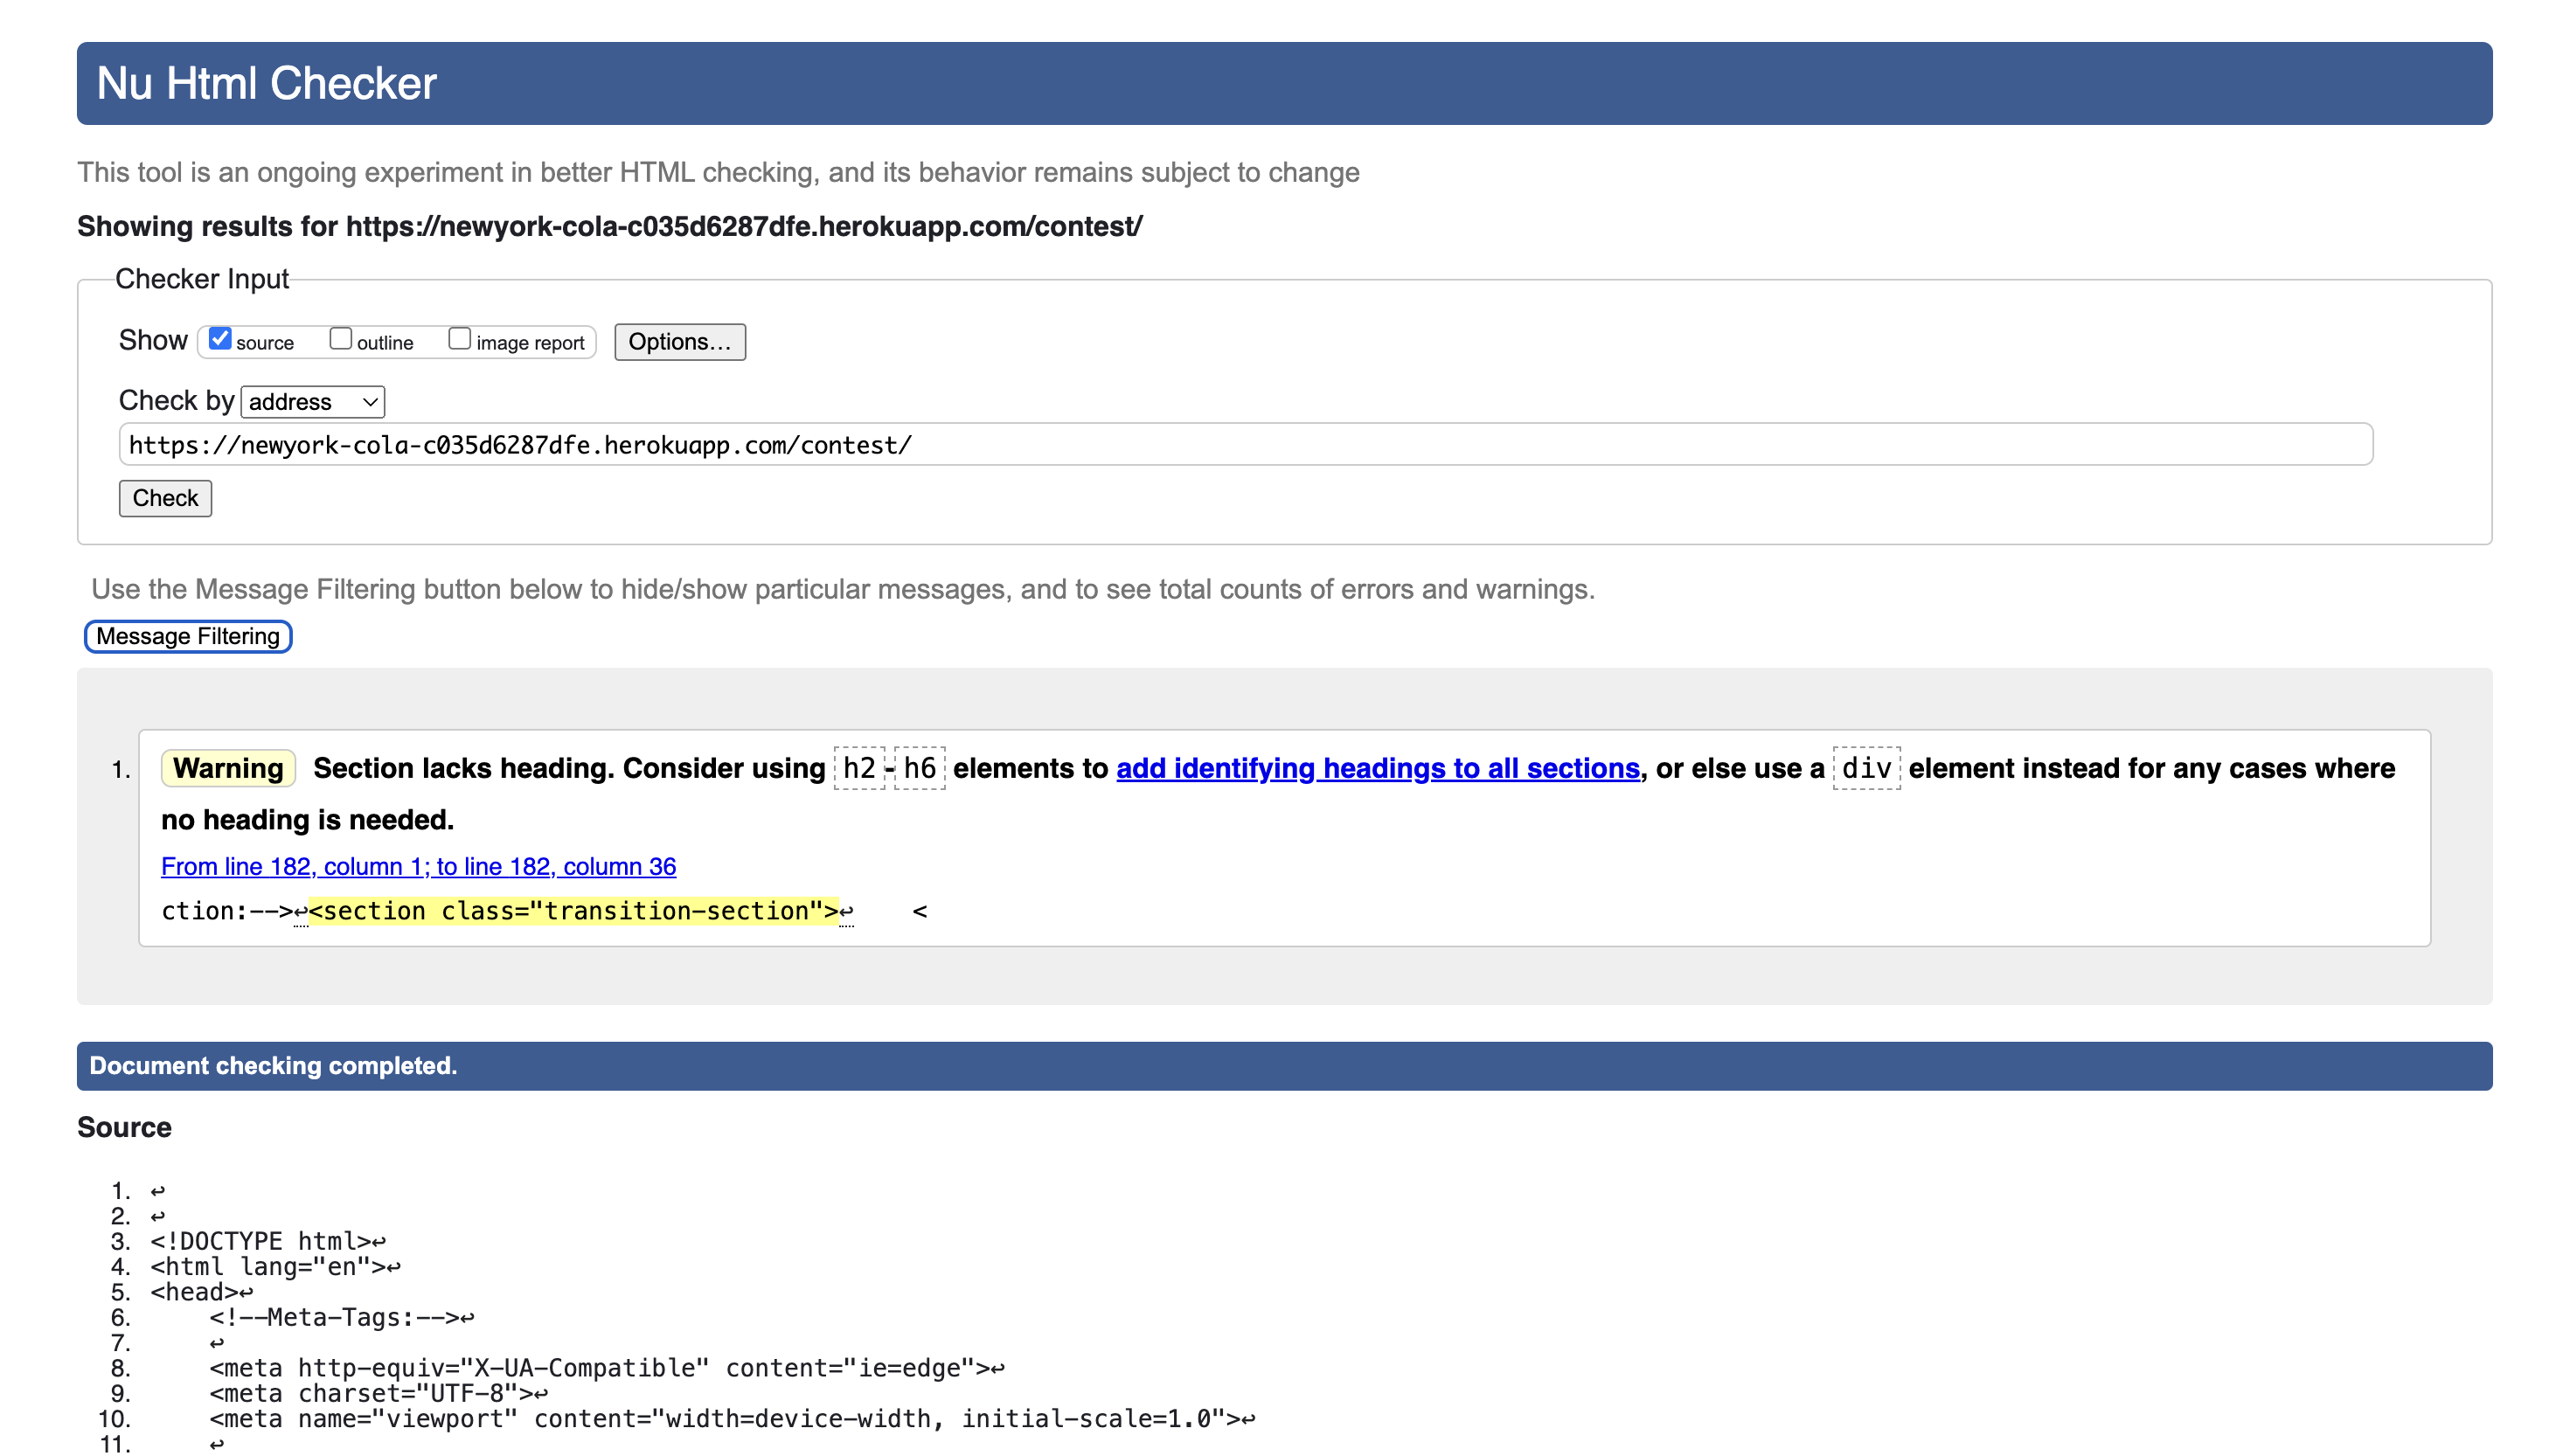 Nu Html Checker
This tool is an ongoing experiment in better HTML checking, and its behavior remains subject to change
Showing results for https://newyork-cola-c035d6287dfe.herokuapp.com/contest/
Checker Input
Show source outline image report Options...
Check by address
https://newyork-cola-c035d6287dfe.herokuapp.com/contest/
Check
Use the Message Filtering button below to hide/show particular messages, and to see total counts of errors and warnings.
Message Filtering
1. Warning Section lacks heading. Consider using h2-h6 elements to add identifying headings to all sections, or else use a div element instead for any cases where
no heading is needed.
From line 182, column 1; to line 182, column 36
ction:-->↩<section class="transition-section">↩    <
Document checking completed.
Source
1. ↩
2. ↩
3. <!DOCTYPE html>↩
4. <html lang="en">↩
5. <head>↩
6.     <!--Meta-Tags:-->↩
7.     ↩
8.     <meta http-equiv="X-UA-Compatible" content="ie=edge">↩
9.     <meta charset="UTF-8">↩
10.     <meta name="viewport" content="width=device-width, initial-scale=1.0">↩
11.     ↩